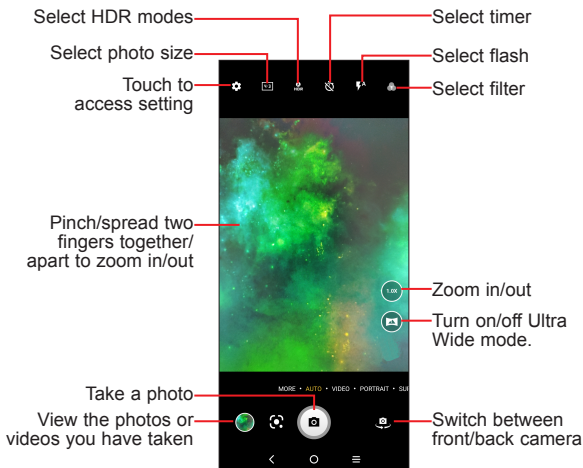 Select HDR modes
Select photo size
Touch to
access setting
Select timer
Select flash
Select filter
HDR
A
Pinch/spread two
fingers together/
apart to zoom in/out
1.0X
Zoom in/out
Turn on/off Ultra
Wide mode.
MORE • AUTO • VIDEO • PORTRAIT • SU
Take a photo
View the photos or
videos you have taken
Switch between
front/back camera